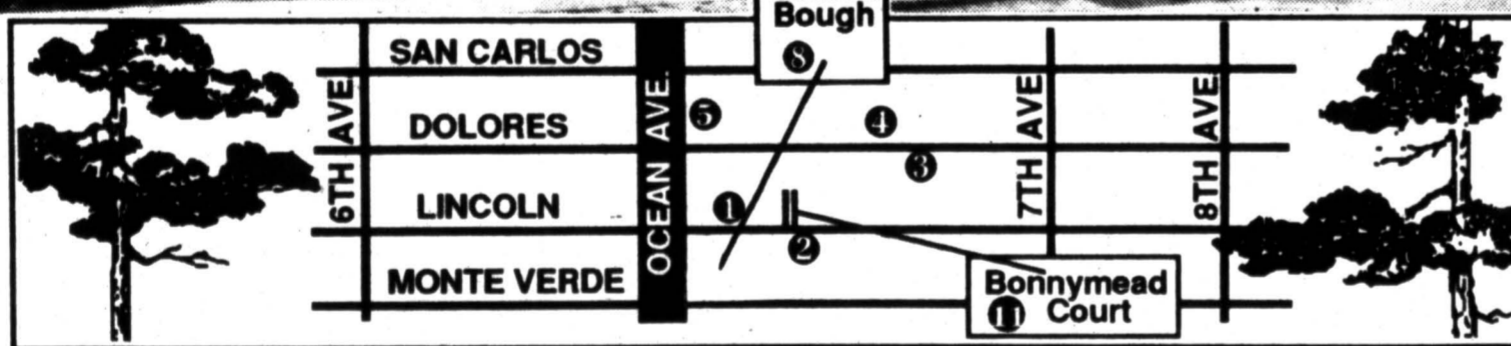 Bough
8
SAN CARLOS
6TH AVE.
OCEAN AVE.
7TH AVE
8TH AVE.
5
DOLORES
4
3
LINCOLN
1
2
MONTE VERDE
Bonnymead
11 Court